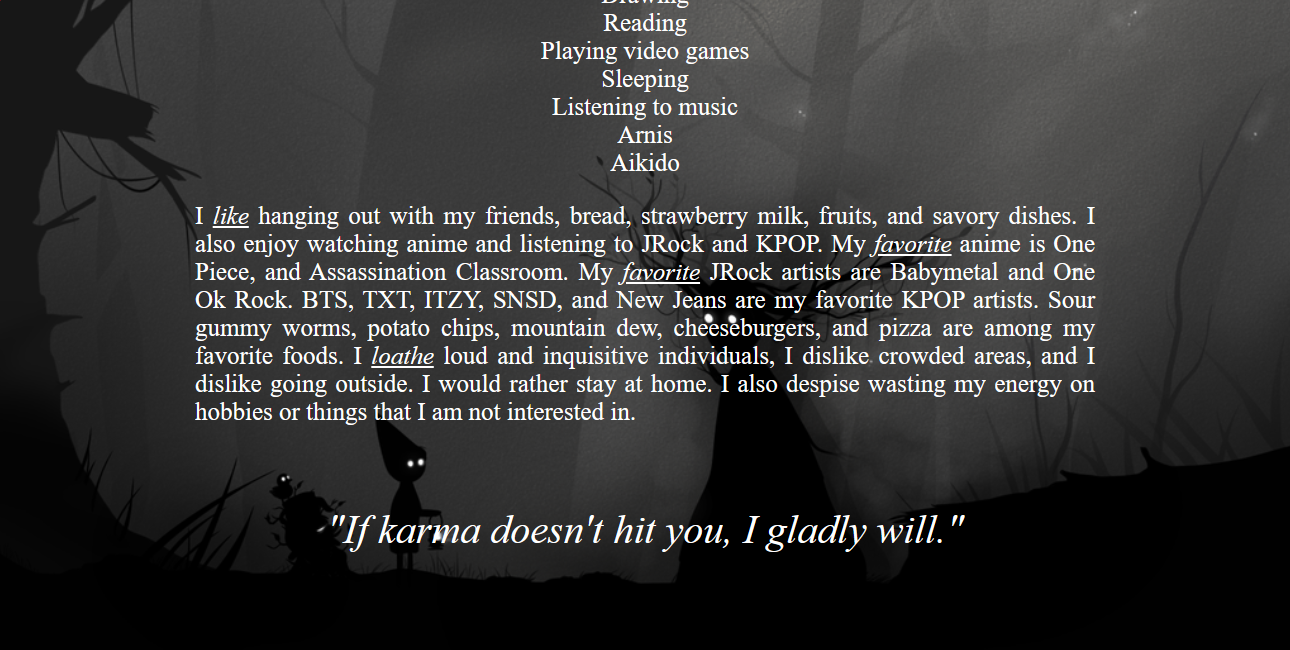 Drawing
Reading
Playing video games
Sleeping
Listening to music
Arnis
Aikido
I like hanging out with my friends, bread, strawberry milk, fruits, and savory dishes. I
also enjoy watching anime and listening to JRock and KPOP. My favorite anime is One
Piece, and Assassination Classroom. My favorite JRock artists are Babymetal and One
Ok Rock. BTS, TXT, ITZY, SNSD, and New Jeans are my favorite KPOP artists. Sour
gummy worms, potato chips, mountain dew, cheeseburgers, and pizza are among my
favorite foods. I loathe loud and inquisitive individuals, I dislike crowded areas, and I
dislike going outside. I would rather stay at home. I also despise wasting my energy on
hobbies or things that I am not interested in.
"If karma doesn't hit you, I gladly will."